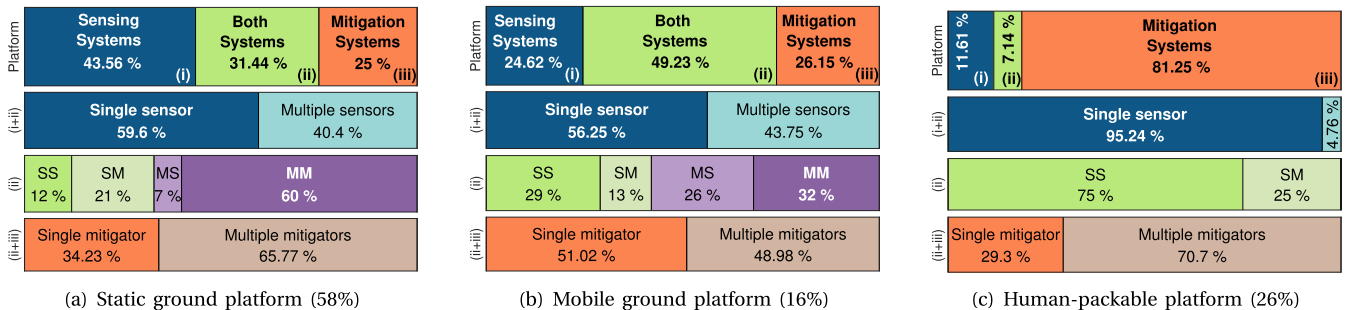 Platform
Sensing
Systems
43.56 %
(i)
Both
Systems
31.44 %
(ii)
Mitigation
Systems
25 %
(iii)
(i+ii)
Single sensor
59.6 %
Multiple sensors
40.4 %
(ii)
SS
12 %
SM
21 %
MS
7 %
MM
60 %
(ii+iii)
Single mitigator
34.23 %
Multiple mitigators
65.77 %
(a) Static ground platform (58%)
Platform
Sensing
Systems
24.62 %
(i)
Both
Systems
49.23 %
(ii)
Mitigation
Systems
26.15 %
(iii)
(i+ii)
Single sensor
56.25 %
Multiple sensors
43.75 %
(ii)
SS
29 %
SM
13 %
MS
26 %
MM
32 %
(ii+iii)
Single mitigator
51.02 %
Multiple mitigators
48.98 %
(b) Mobile ground platform (16%)
Platform
11.61 %
(i)
7.14 %
(ii)
Mitigation
Systems
81.25 %
(iii)
(i+ii)
Single sensor
95.24 %
4.76 %
(ii)
SS
75 %
SM
25 %
(ii+iii)
Single mitigator
29.3 %
Multiple mitigators
70.7 %
(c) Human-packable platform (26%)